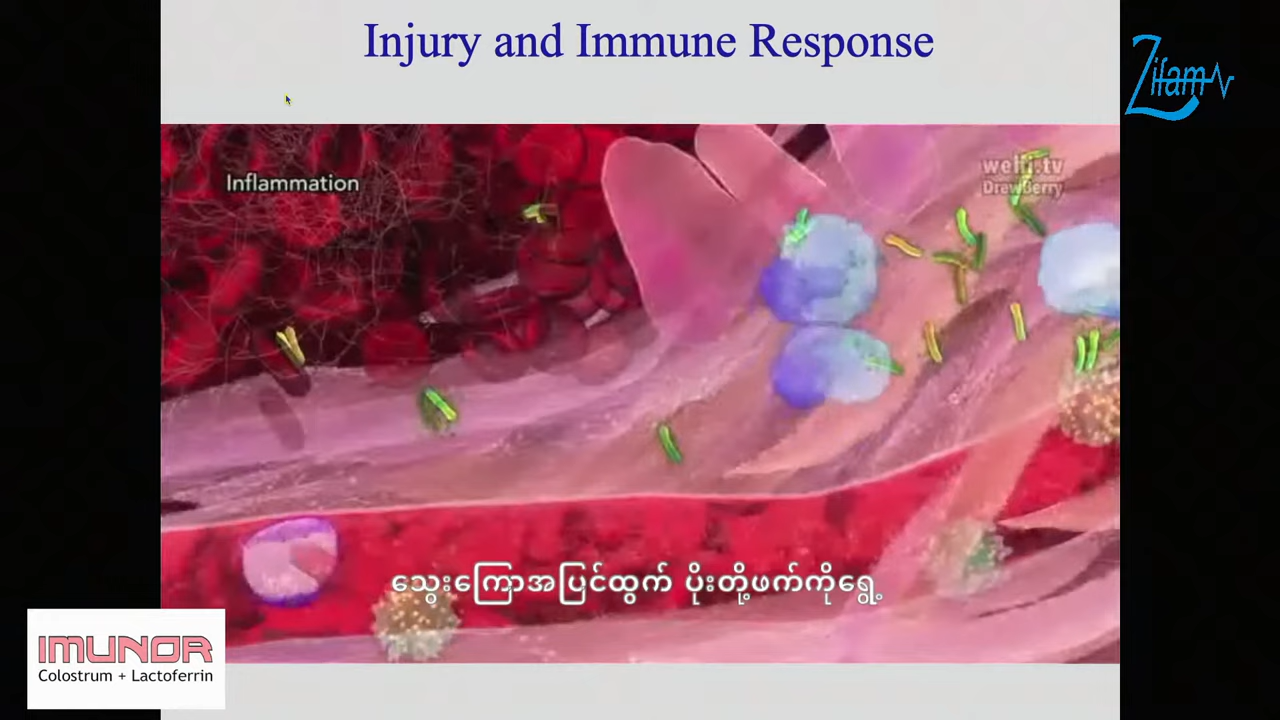 Injury and Immune Response
Zifam
Inflammation
wehi.tv
DrewBerry
သွေးကြောအပြင်ထွက် ပိုးတို့ဖက်ကိုရွှေ့
IMUNOR
Colostrum + Lactoferrin